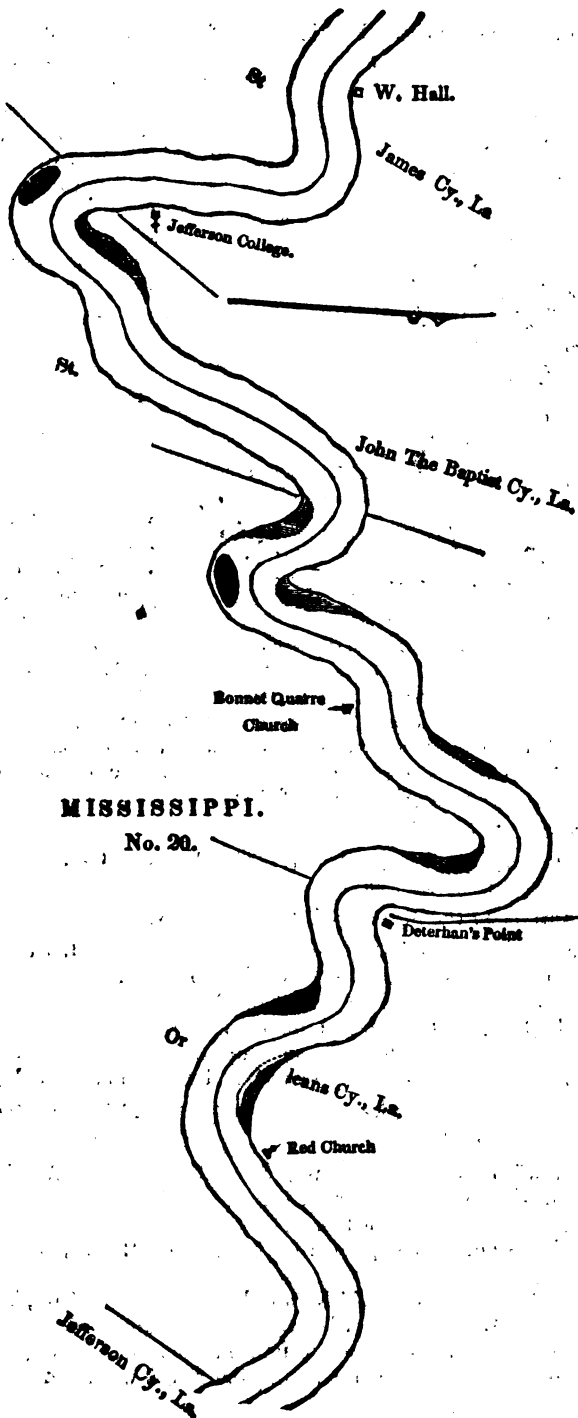 St
W. Hall.
James Cy., La
Jefferson College.
St.
John The Baptist Cy., La.
Bonnet Quarre
Church
MISSISSIPPI.
No. 20.
Deterhan's Point
Or
leans Cy., La.
Red Church
Jefferson Cy., La.